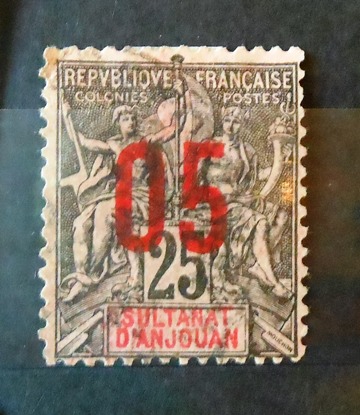 REPVBLIQVE FRANÇAISE
COLONIES POSTES
05
25
SULTANAT
D'ANJOUAN